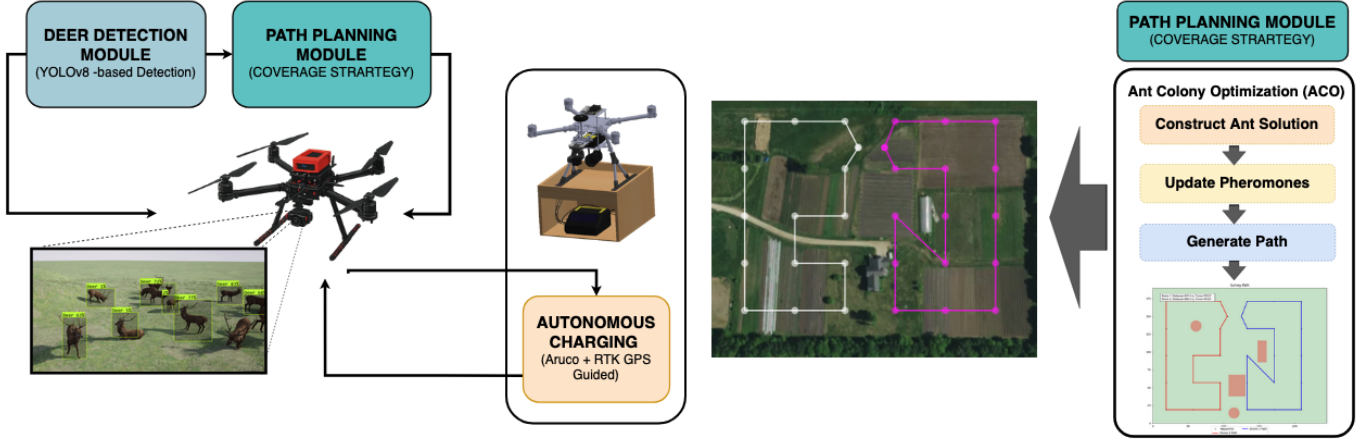 DEER DETECTION
MODULE
(YOLOv8 -based Detection)
PATH PLANNING
MODULE
(COVERAGE STRARTEGY)
AUTONOMOUS
CHARGING
(Aruco + RTK GPS
Guided)
PATH PLANNING MODULE
(COVERAGE STRARTEGY)
Ant Colony Optimization (ACO)
Construct Ant Solution
Update Pheromones
Generate Path